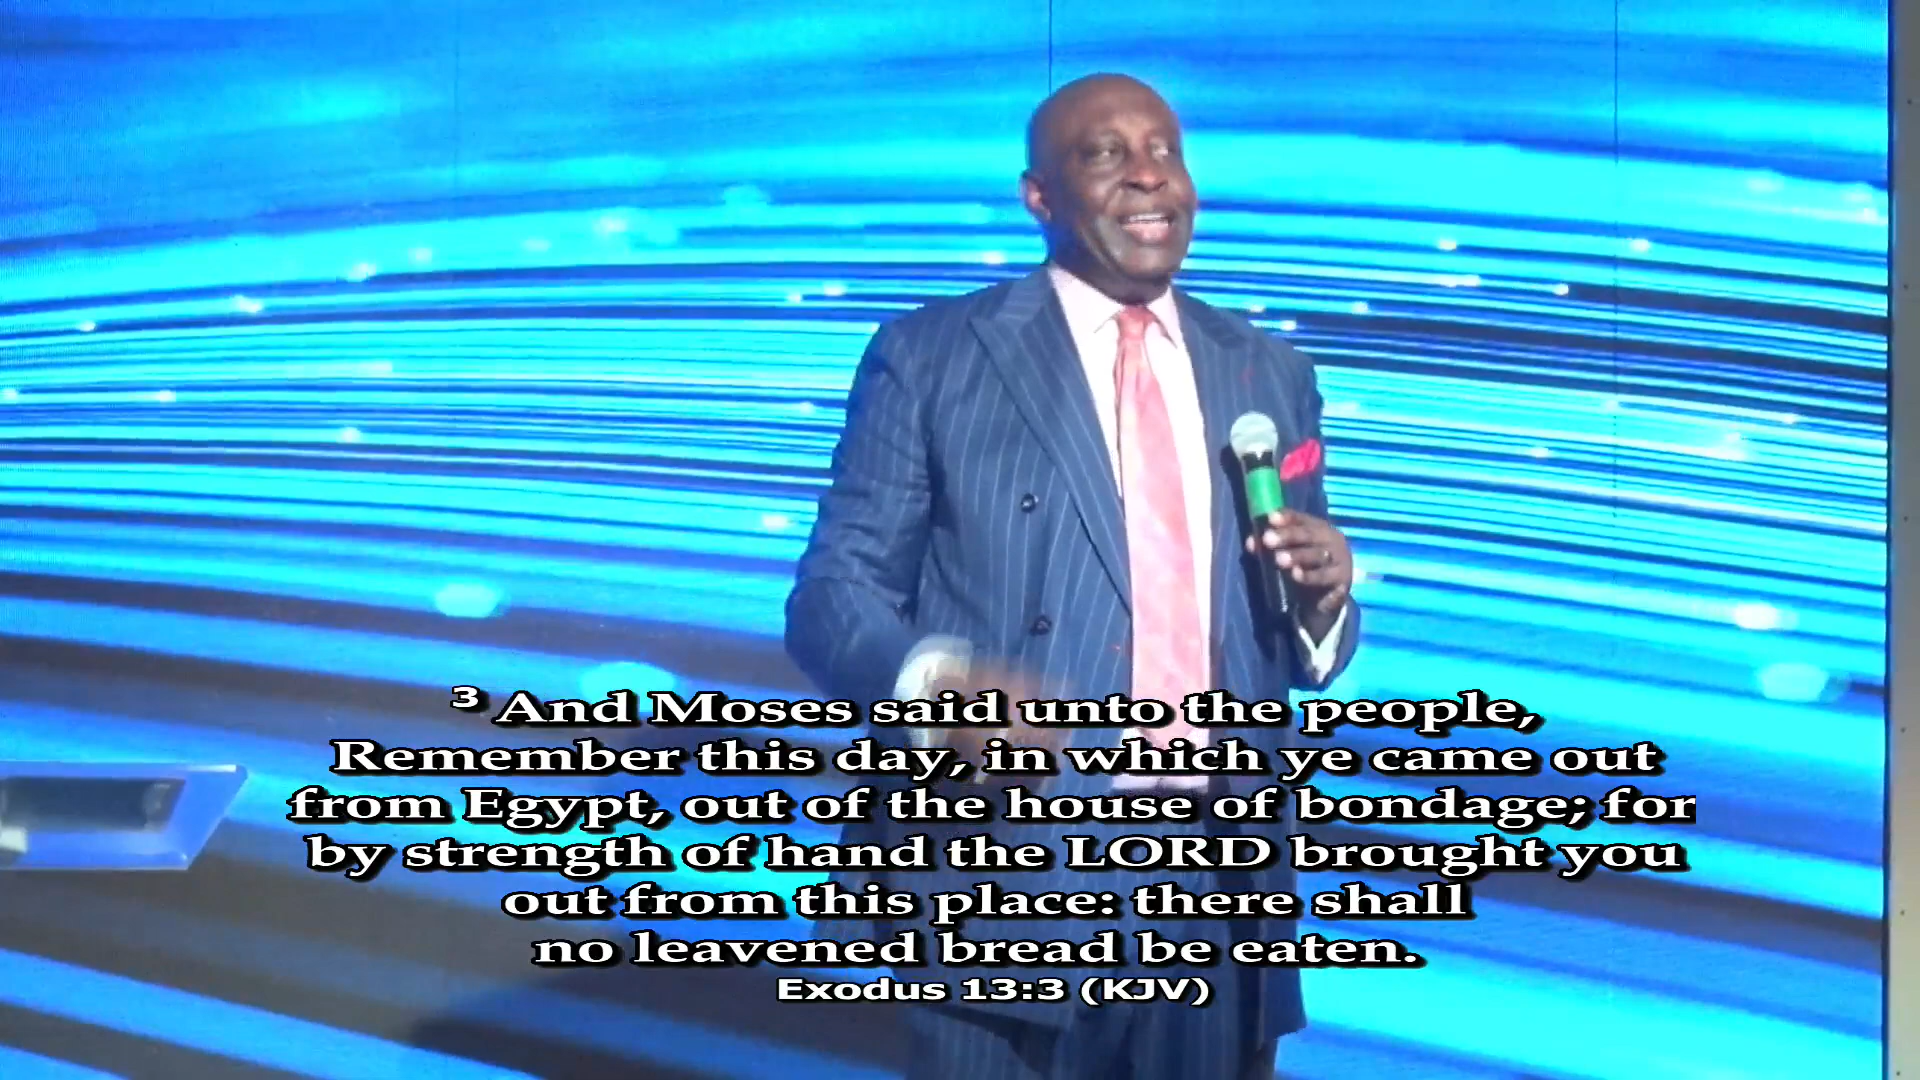 3 And Moses said unto the people,
Remember this day, in which ye came out
from Egypt, out of the house of bondage; for
by strength of hand the LORD brought you
out from this place: there shall
no leavened bread be eaten.
Exodus 13:3 (KJV)